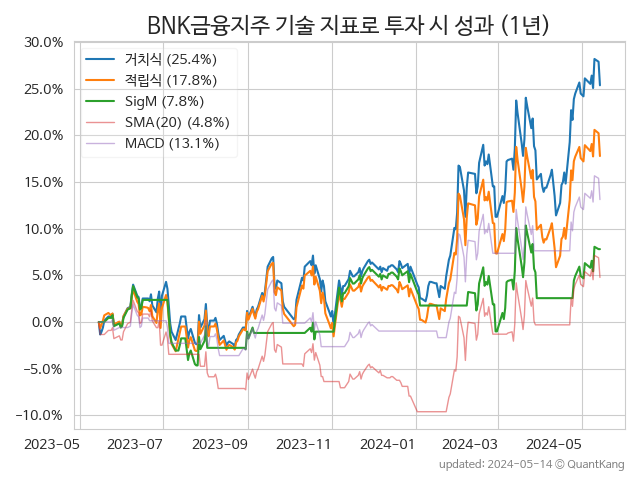 BNK금융지주 기술 지표로 투자 시 성과 (1년)
30.0%
25.0%
20.0%
15.0%
10.0%
5.0%
0.0%
−5.0%
−10.0%
거치식 (25.4%)
적립식 (17.8%)
SigM (7.8%)
SMA(20) (4.8%)
MACD (13.1%)
2023-05 2023-07 2023-09 2023-11 2024-01 2024-03 2024-05
updated: 2024-05-14 © QuantKang